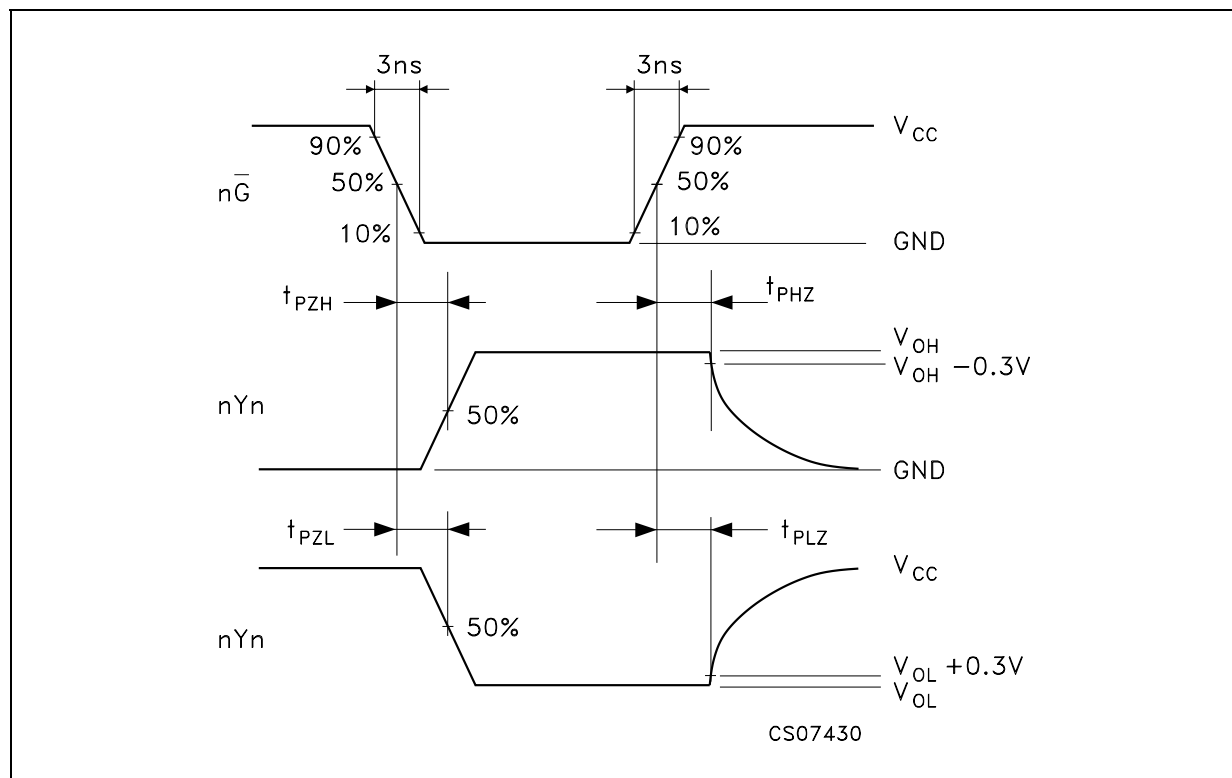 3ns 3ns
V_CC
90% 90%
nG̅ 50% 50%
10% 10%
GND
t_PZH t_PHZ
V_OH
V_OH −0.3V
nYn 50%
GND
t_PZL t_PLZ
V_CC
nYn 50%
V_OL +0.3V
V_OL
CS07430